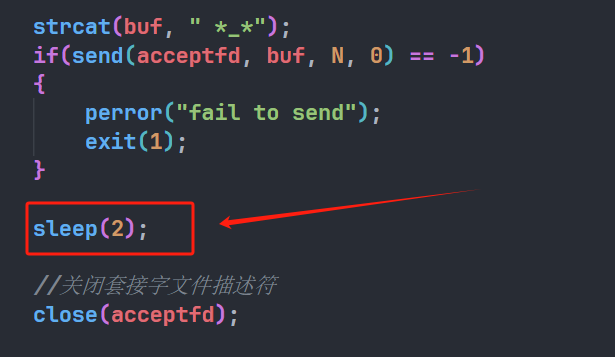 strcat(buf, " *_*");
if(send(acceptfd, buf, N, 0) == -1)
{
    perror("fail to send");
    exit(1);
}
sleep(2);
//关闭套接字文件描述符
close(acceptfd);